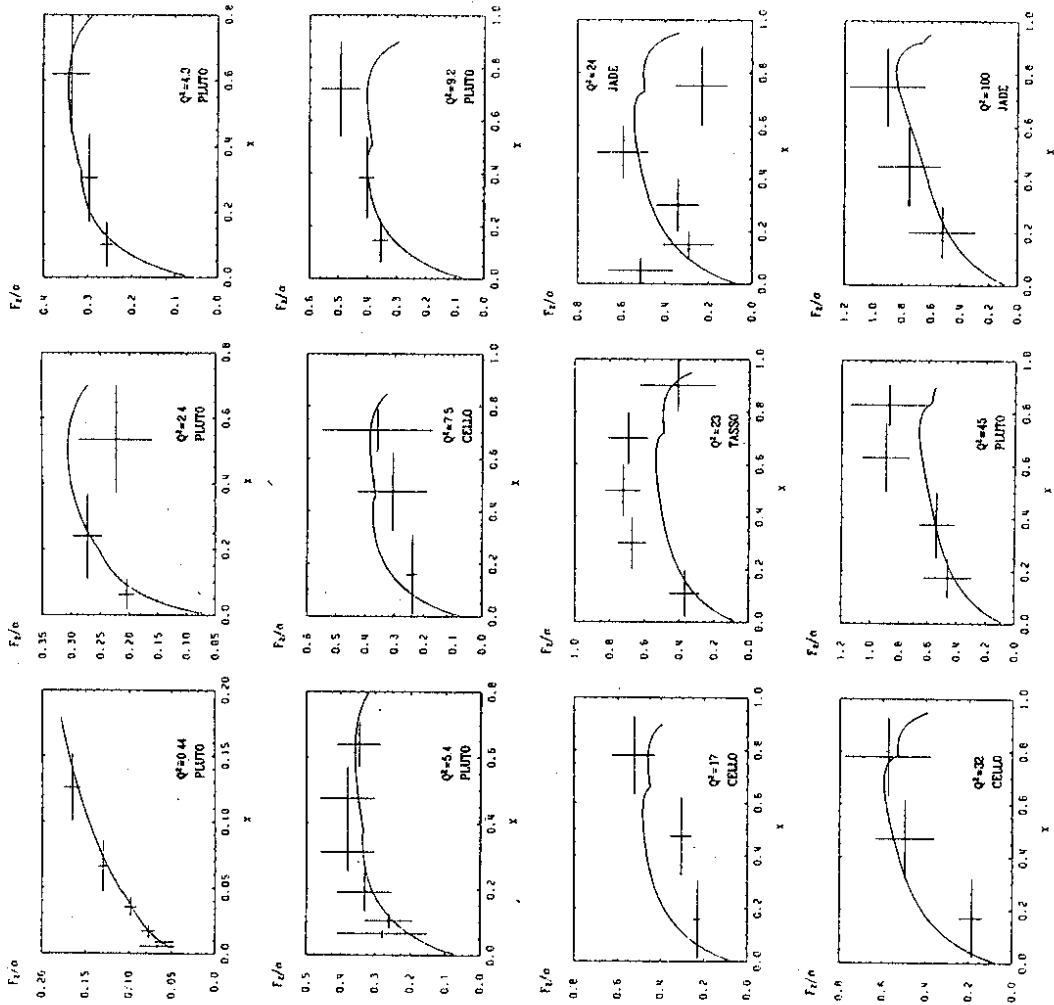 F₂/α
0.20
0.15
0.10
0.05
Q²=0.44
PLUTO
0.00 0.05 0.10 0.15 0.20
X
F₂/α
0.35
0.30
0.25
0.20
0.15
0.10
0.05
Q²=2.4
PLUTO
0.0 0.2 0.4 0.6 0.8
X
F₂/α
0.4
0.3
0.2
0.1
0.0
Q²=4.3
PLUTO
0.0 0.2 0.4 0.6 0.8
X
F₂/α
0.5
0.4
0.3
0.2
0.1
0.0
Q²=5.4
PLUTO
0.0 0.2 0.4 0.6 0.8
X
F₂/α
0.6
0.5
0.4
0.3
0.2
0.1
0.0
Q²=7.5
CELLO
0.0 0.2 0.4 0.6 0.8 1.0
X
F₂/α
0.6
0.5
0.4
0.3
0.2
0.1
0.0
Q²=9.2
PLUTO
0.0 0.2 0.4 0.6 0.8 1.0
X
F₂/α
0.8
0.6
0.4
0.2
0.0
Q²=17
CELLO
0.0 0.2 0.4 0.6 0.8 1.0
X
F₂/α
1.0
0.8
0.6
0.4
0.2
0.0
Q²=23
TASSO
0.0 0.2 0.4 0.6 0.8 1.0
X
F₂/α
0.8
0.6
0.4
0.2
0.0
Q²=24
JADE
0.0 0.2 0.4 0.6 0.8 1.0
X
F₂/α
0.8
0.6
0.4
0.2
0.0
Q²=32
CELLO
0.0 0.2 0.4 0.6 0.8 1.0
X
F₂/α
1.2
1.0
0.8
0.6
0.4
0.2
0.0
Q²=45
PLUTO
0.0 0.2 0.4 0.6 0.8 1.0
X
F₂/α
1.2
1.0
0.8
0.6
0.4
0.2
0.0
Q²=100
JADE
0.0 0.2 0.4 0.6 0.8 1.0
X